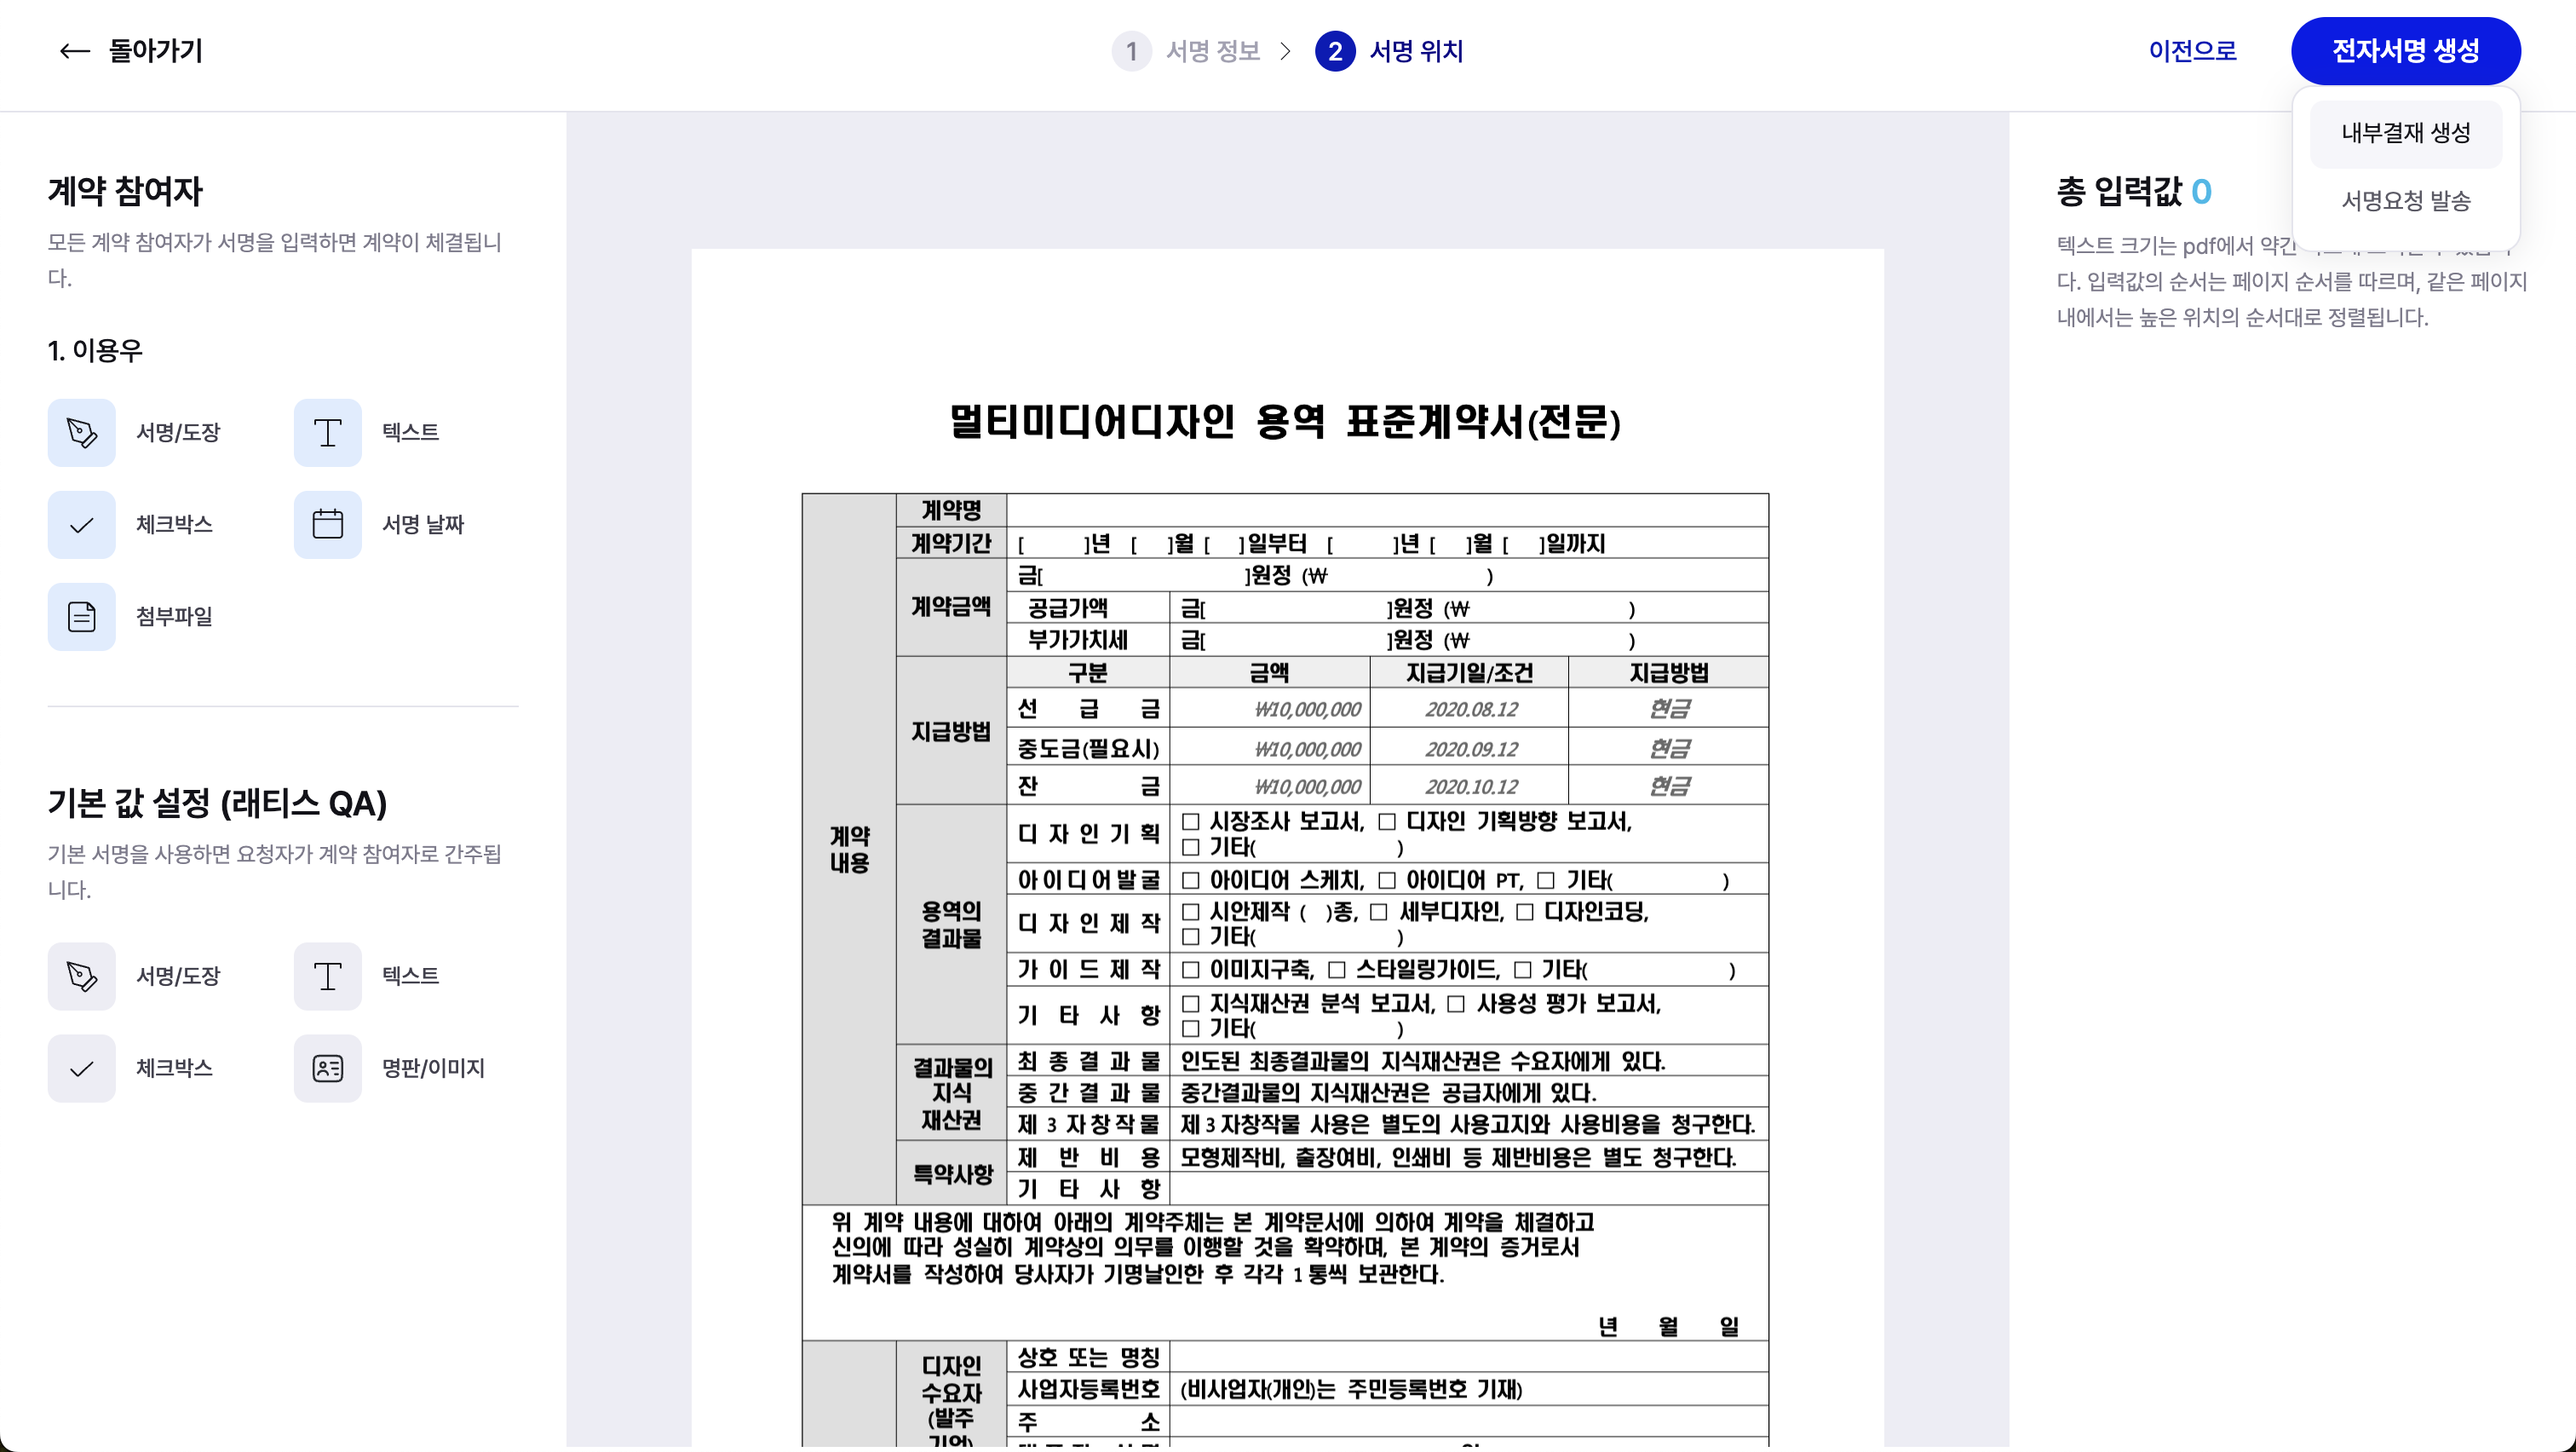 돌아가기
1 서명 정보 > 2 서명 위치
이전으로
전자서명 생성
내부결재 생성
서명요청 발송
계약 참여자
모든 계약 참여자가 서명을 입력하면 계약이 체결됩니
다.
1. 이용우
서명/도장
텍스트
체크박스
서명 날짜
첨부파일
기본 값 설정 (래티스 QA)
기본 서명을 사용하면 요청자가 계약 참여자로 간주됩
니다.
서명/도장
텍스트
체크박스
명판/이미지
멀티미디어디자인 용역 표준계약서(전문)
계약
내용
계약명
계약기간 [ ]년 [ ]월 [ ]일부터 [ ]년 [ ]월 [ ]일까지
계약금액
금[ ]원정 (₩ )
공급가액 금[ ]원정 (₩ )
부가가치세 금[ ]원정 (₩ )
지급방법
구분 금액 지급기일/조건 지급방법
선 급 금 ₩10,000,000 2020.08.12 현금
중도금(필요시) ₩10,000,000 2020.09.12 현금
잔 금 ₩10,000,000 2020.10.12 현금
용역의
결과물
디 자 인 기 획
□ 시장조사 보고서, □ 디자인 기획방향 보고서,
□ 기타( )
아이디어발굴 □ 아이디어 스케치, □ 아이디어 PT, □ 기타( )
디 자 인 제 작
□ 시안제작 ( )종, □ 세부디자인, □ 디자인코딩,
□ 기타( )
가 이 드 제 작 □ 이미지구축, □ 스타일링가이드, □ 기타( )
기 타 사 항
□ 지식재산권 분석 보고서, □ 사용성 평가 보고서,
□ 기타( )
결과물의
지식
재산권
최 종 결 과 물 인도된 최종결과물의 지식재산권은 수요자에게 있다.
중 간 결 과 물 중간결과물의 지식재산권은 공급자에게 있다.
제 3 자창작물 제3자창작물 사용은 별도의 사용고지와 사용비용을 청구한다.
특약사항
제 반 비 용 모형제작비, 출장여비, 인쇄비 등 제반비용은 별도 청구한다.
기 타 사 항
위 계약 내용에 대하여 아래의 계약주체는 본 계약문서에 의하여 계약을 체결하고
신의에 따라 성실히 계약상의 의무를 이행할 것을 확약하며, 본 계약의 증거로서
계약서를 작성하여 당사자가 기명날인한 후 각각 1통씩 보관한다.
년 월 일
디자인
수요자
(발주
기업)
상호 또는 명칭
사업자등록번호 (비사업자(개인)는 주민등록번호 기재)
주 소
총 입력값 0
텍스트 크기는 pdf에서 약간
다. 입력값의 순서는 페이지 순서를 따르며, 같은 페이지
내에서는 높은 위치의 순서대로 정렬됩니다.